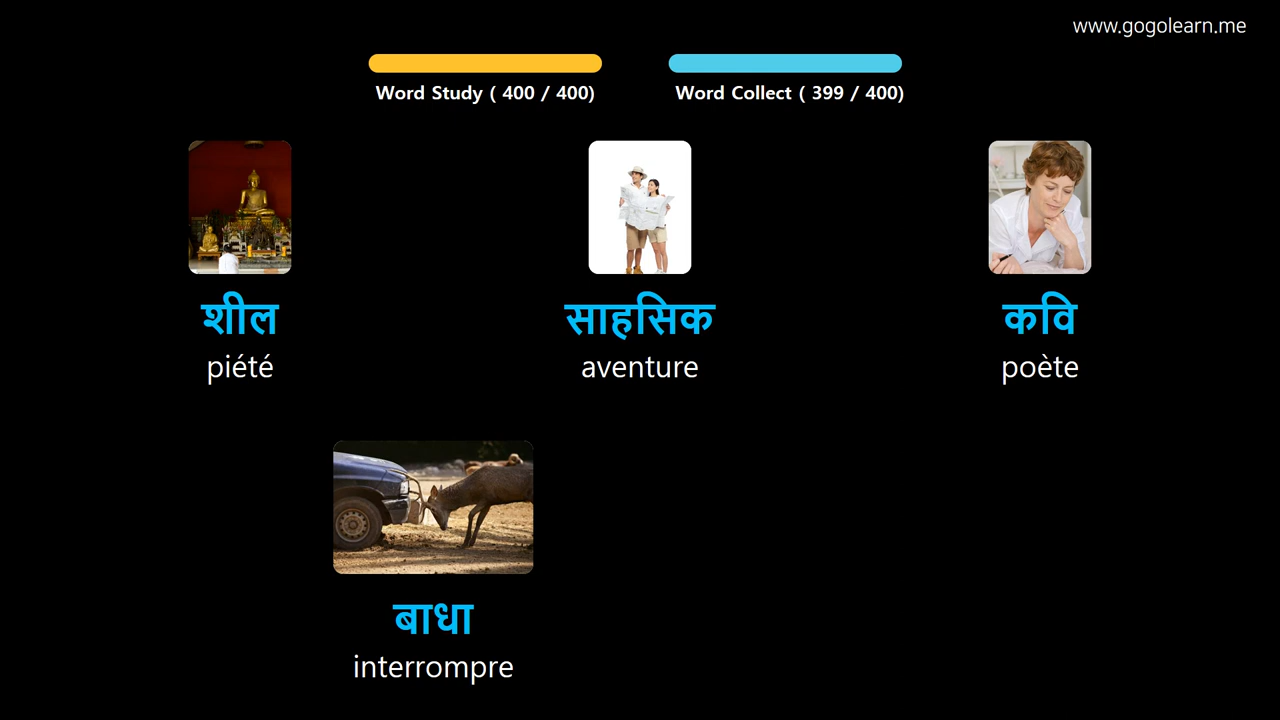 www.gogolearn.me
Word Study ( 400 / 400)
Word Collect ( 399 / 400)
शील
साहसिक
कवि
piété
aventure
poète
बाधा
interrompre